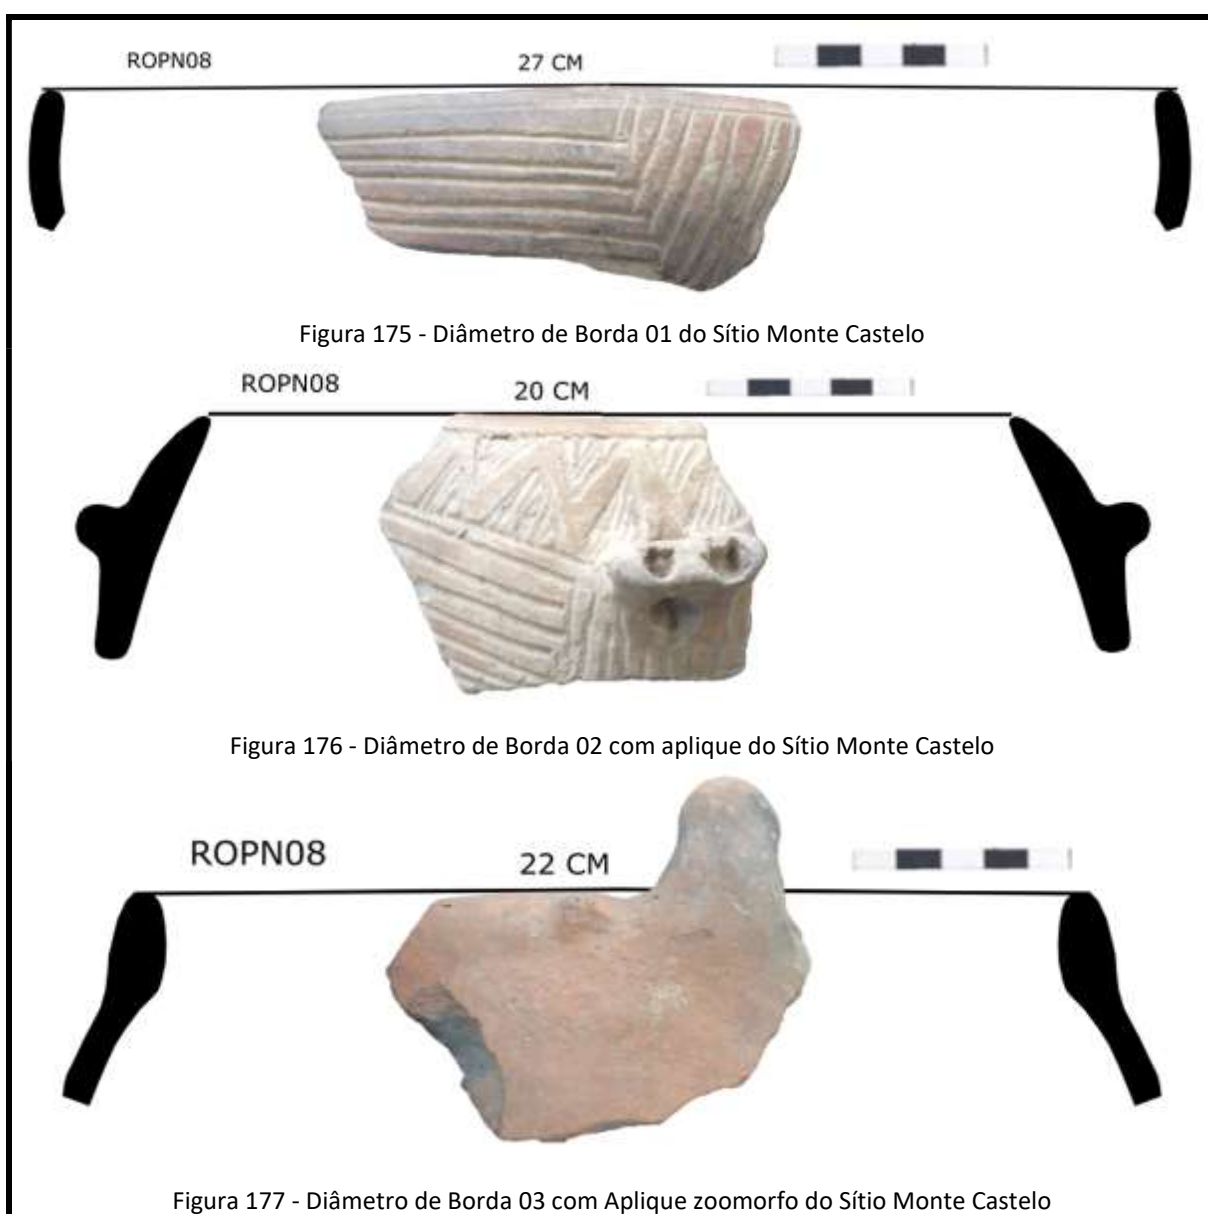 ROPN08 27 CM
Figura 175 - Diâmetro de Borda 01 do Sítio Monte Castelo
ROPN08 20 CM
Figura 176 - Diâmetro de Borda 02 com aplique do Sítio Monte Castelo
ROPN08 22 CM
Figura 177 - Diâmetro de Borda 03 com Aplique zoomorfo do Sítio Monte Castelo